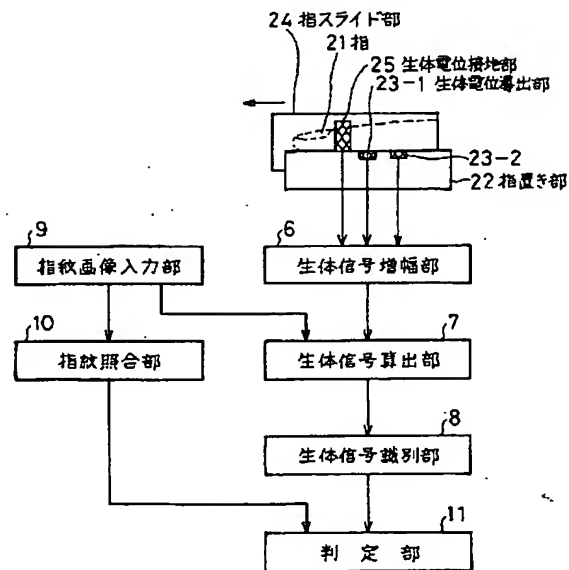 24 指スライド部
21 指
25 生体電位接地部
23-1 生体電位導出部
23-2
22 指置き部
9
指紋画像入力部
6
生体信号増幅部
10
指紋照合部
7
生体信号算出部
8
生体信号識別部
11
判定部